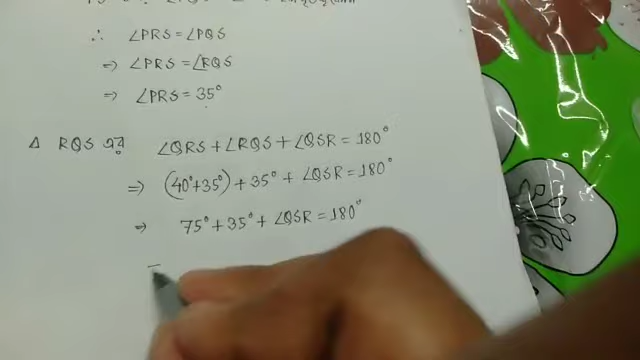 ∴ ∠PRS = ∠PQS
⇒ ∠PRS = ∠RQS
⇒ ∠PRS = 35°
Δ RQS এর ∠QRS + ∠RQS + ∠QSR = 180°
⇒ (40°+35°) + 35° + ∠QSR = 180°
⇒ 75° + 35° + ∠QSR = 180°